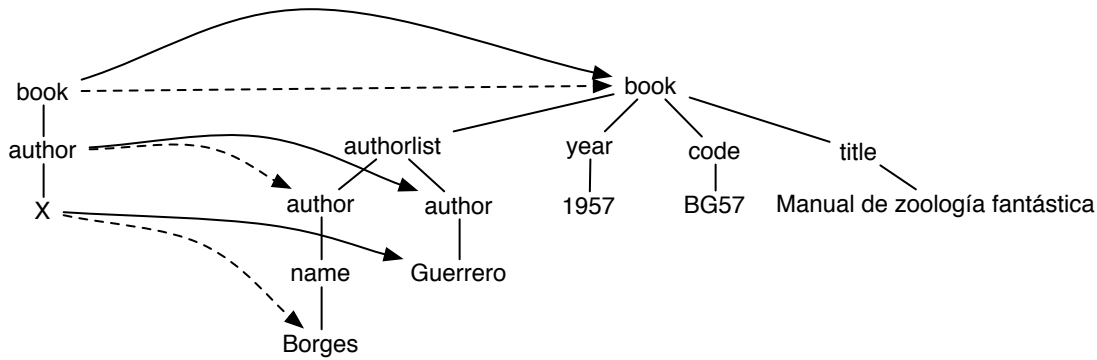 book
book
author
authorlist
year
code
title
X
author
author
1957
BG57
Manual de zoología fantástica
name
Guerrero
Borges